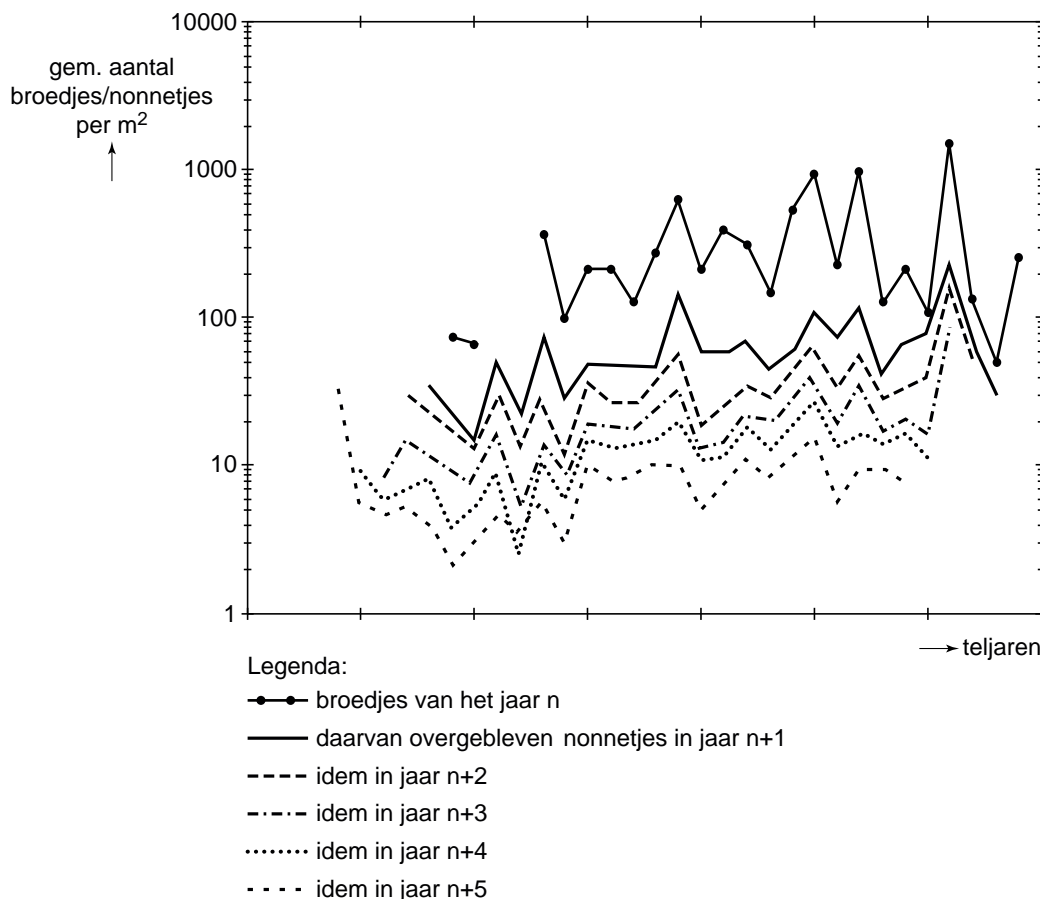 10000
gem. aantal
broedjes/nonnetjes
per m2
1000
100
10
1
teljaren
Legenda:
broedjes van het jaar n
daarvan overgebleven nonnetjes in jaar n+1
idem in jaar n+2
idem in jaar n+3
idem in jaar n+4
idem in jaar n+5